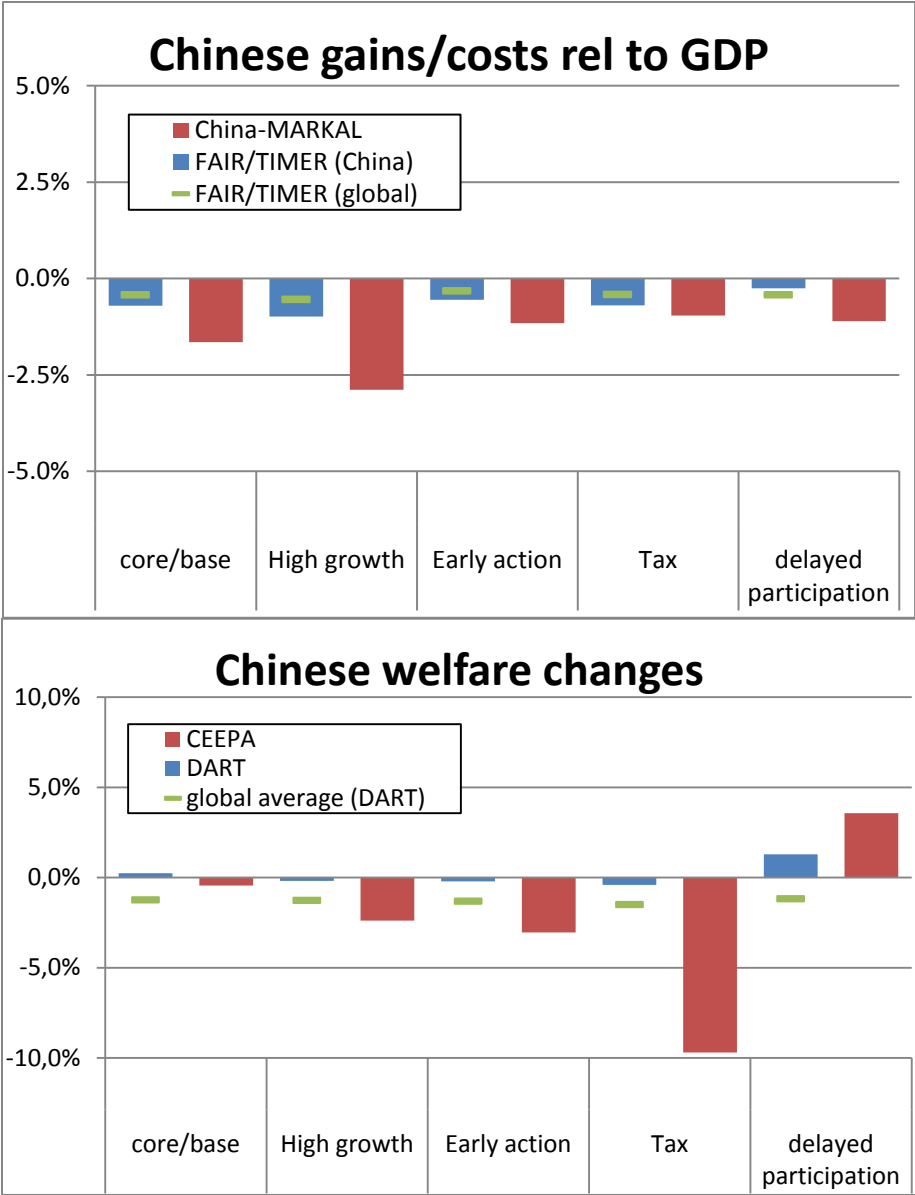 Chinese gains/costs rel to GDP
5.0%
China-MARKAL
FAIR/TIMER (China)
FAIR/TIMER (global)
2.5%
0.0%
-2.5%
-5.0%
core/base
High growth
Early action
Tax
delayed
participation
Chinese welfare changes
10,0%
CEEPA
DART
global average (DART)
5,0%
0,0%
-5,0%
-10,0%
core/base
High growth
Early action
Tax
delayed
participation